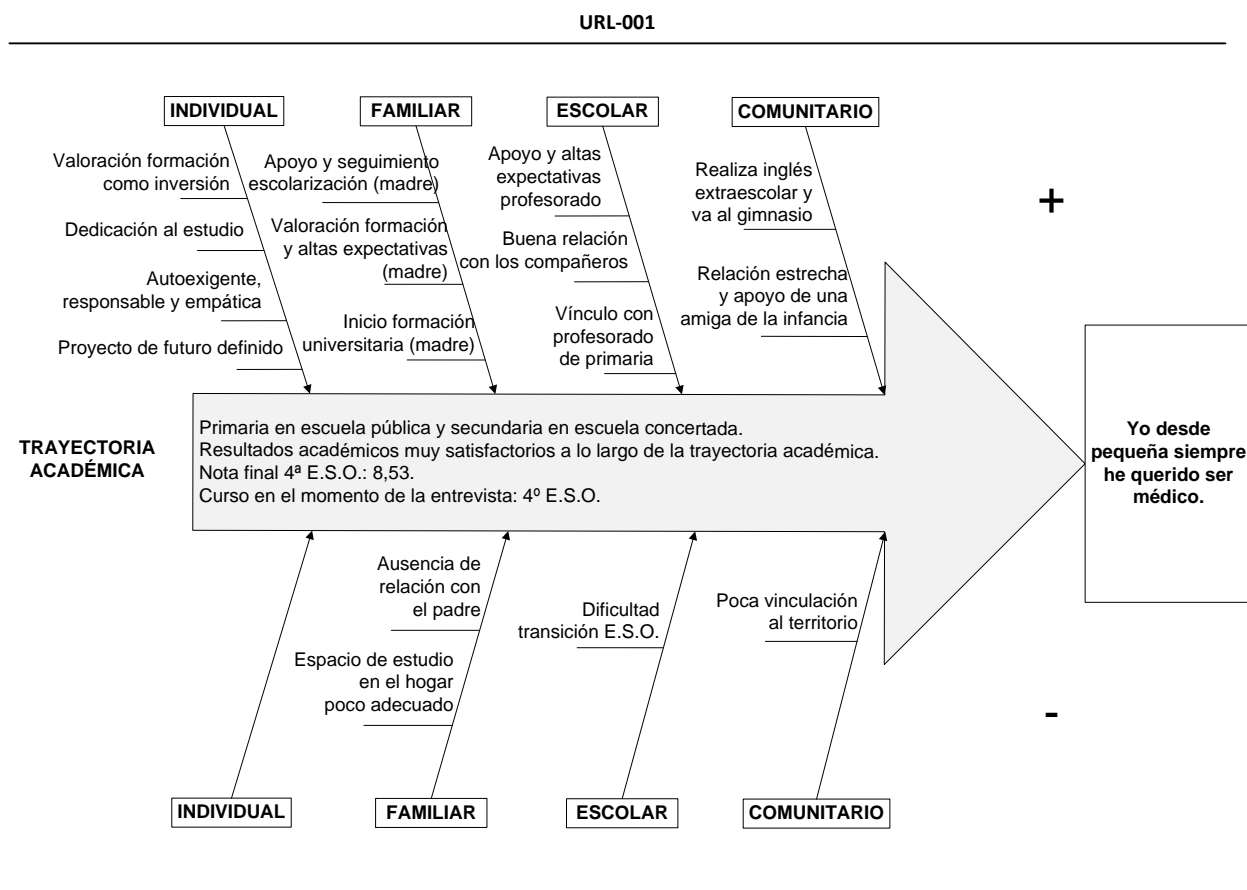 URL-001
INDIVIDUAL
FAMILIAR
ESCOLAR
COMUNITARIO
Valoración formación
como inversión
Dedicación al estudio
Autoexigente,
responsable y empática
Proyecto de futuro definido
Apoyo y seguimiento
escolarización (madre)
Valoración formación
y altas expectativas
(madre)
Inicio formación
universitaria (madre)
Apoyo y altas
expectativas
profesorado
Buena relación
con los compañeros
Vínculo con
profesorado
de primaria
Realiza inglés
extraescolar y
va al gimnasio
Relación estrecha
y apoyo de una
amiga de la infancia
+
TRAYECTORIA
ACADÉMICA
Primaria en escuela pública y secundaria en escuela concertada.
Resultados académicos muy satisfactorios a lo largo de la trayectoria académica.
Nota final 4ª E.S.O.: 8,53.
Curso en el momento de la entrevista: 4º E.S.O.
Yo desde
pequeña siempre
he querido ser
médico.
Ausencia de
relación con
el padre
Espacio de estudio
en el hogar
poco adecuado
Dificultad
transición E.S.O.
Poca vinculación
al territorio
-
INDIVIDUAL
FAMILIAR
ESCOLAR
COMUNITARIO